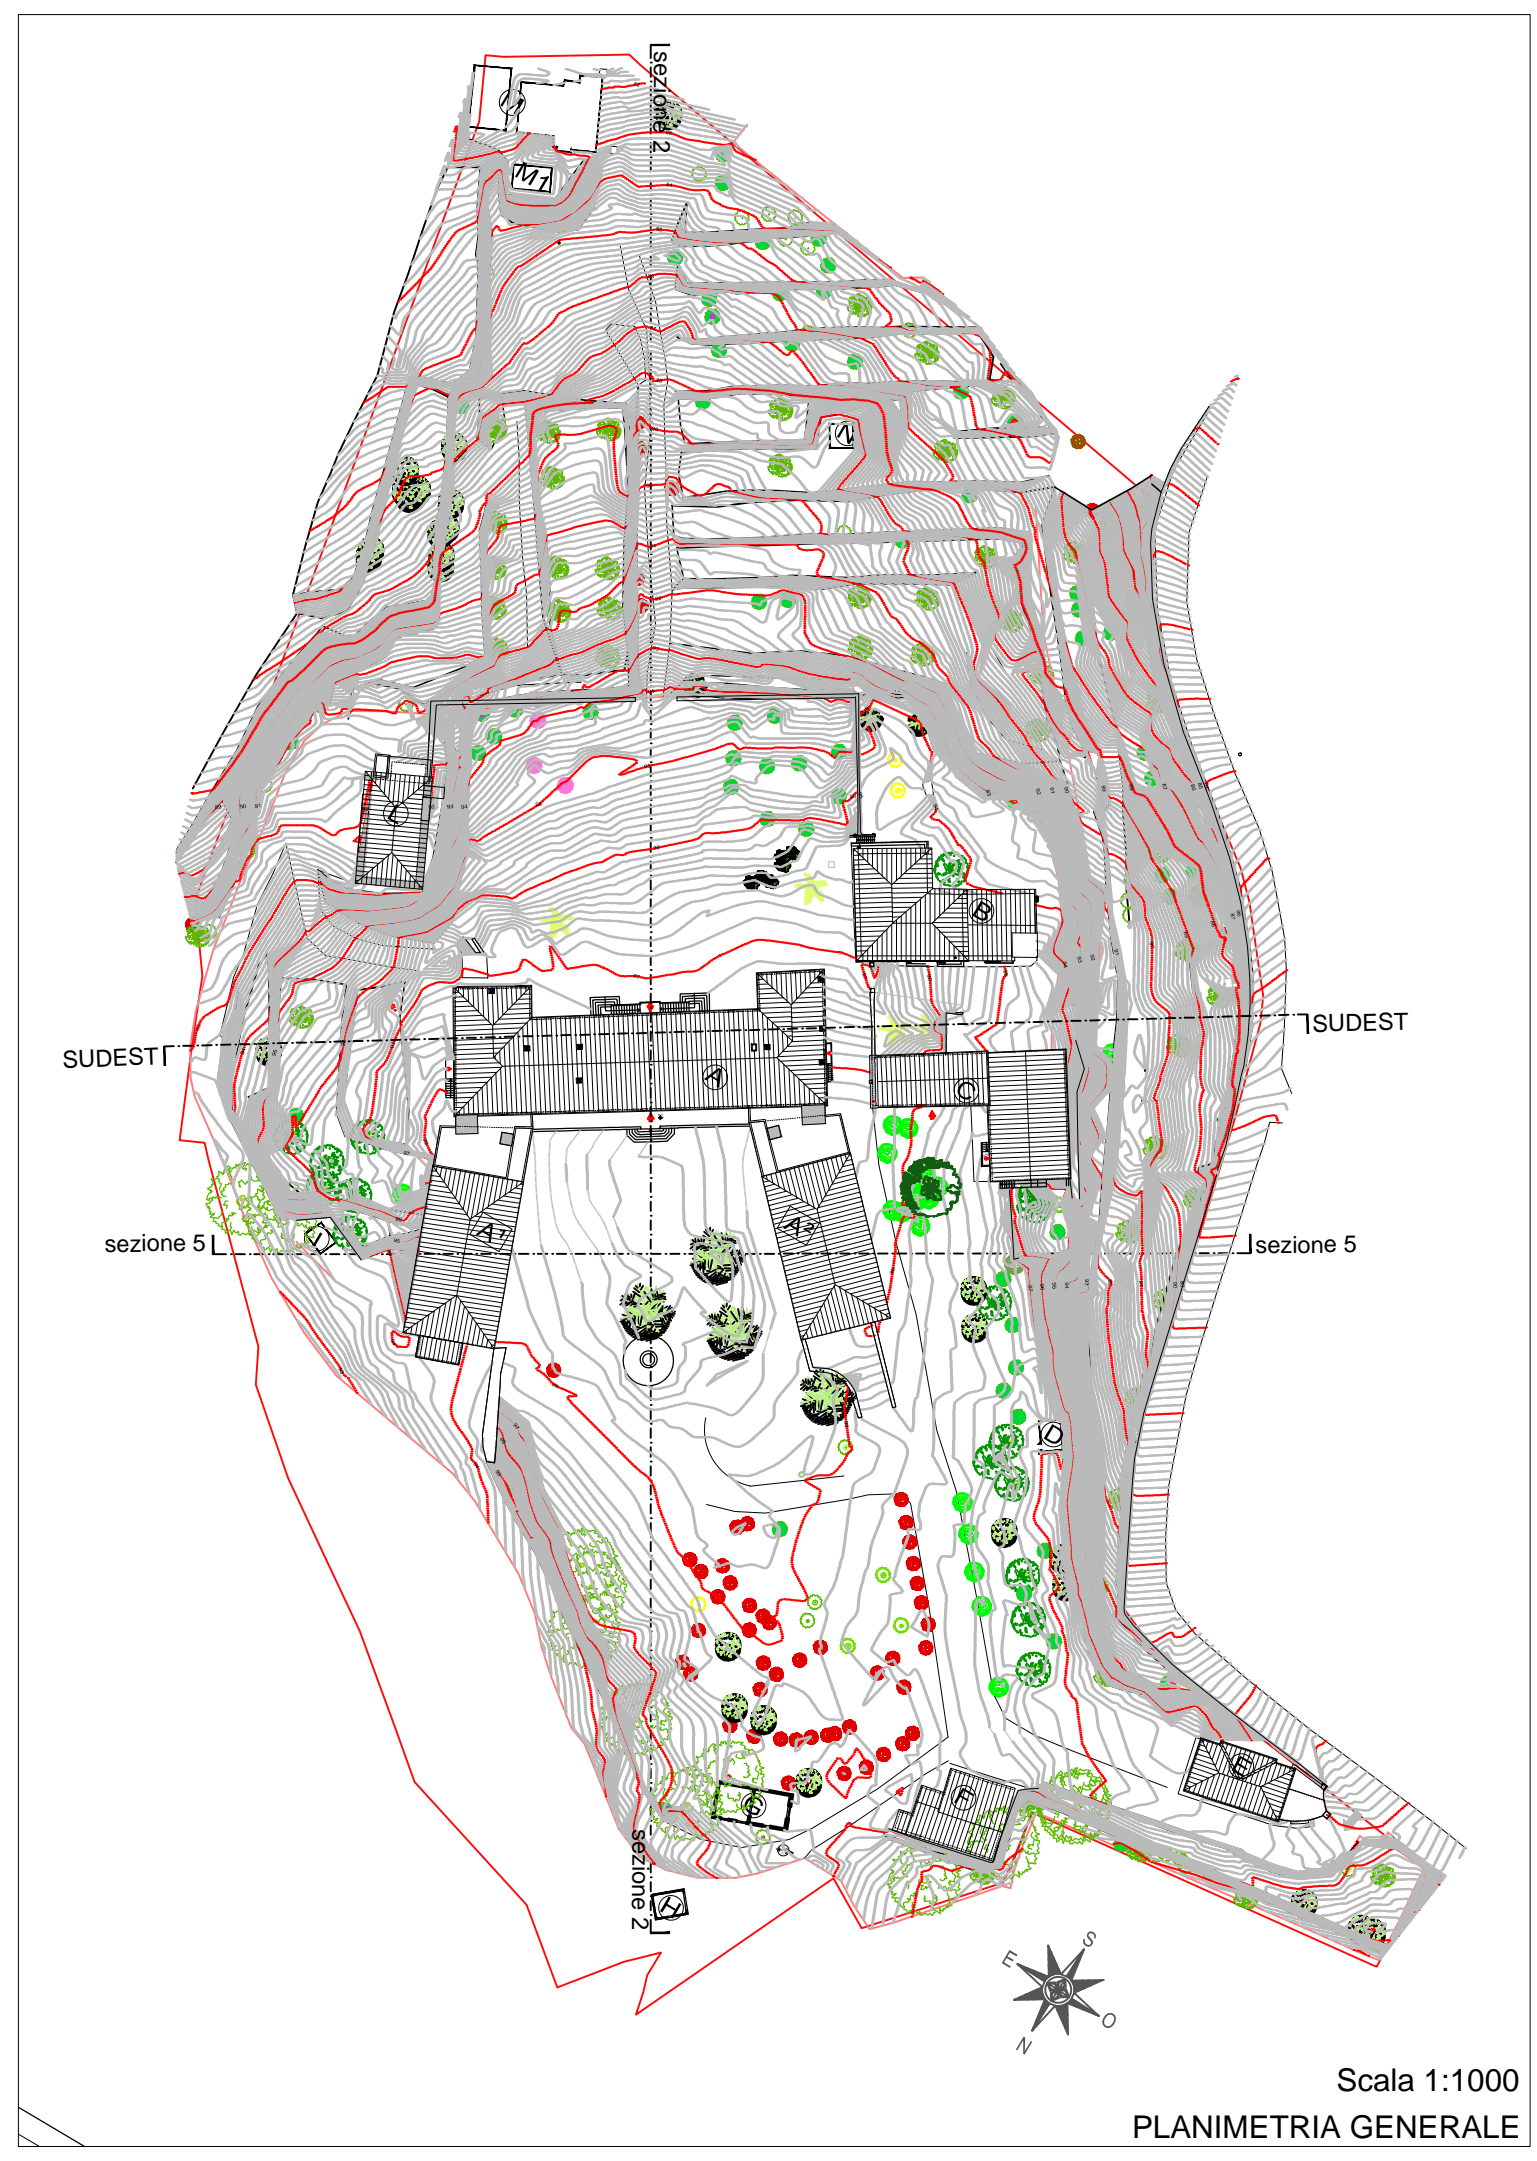 sezione 2
M1
N
L
B
SUDEST
SUDEST
A
C
A1
A2
sezione 5
sezione 5
I
D
E
F
G
sezione 2
H
S
E
O
N
Scala 1:1000
PLANIMETRIA GENERALE